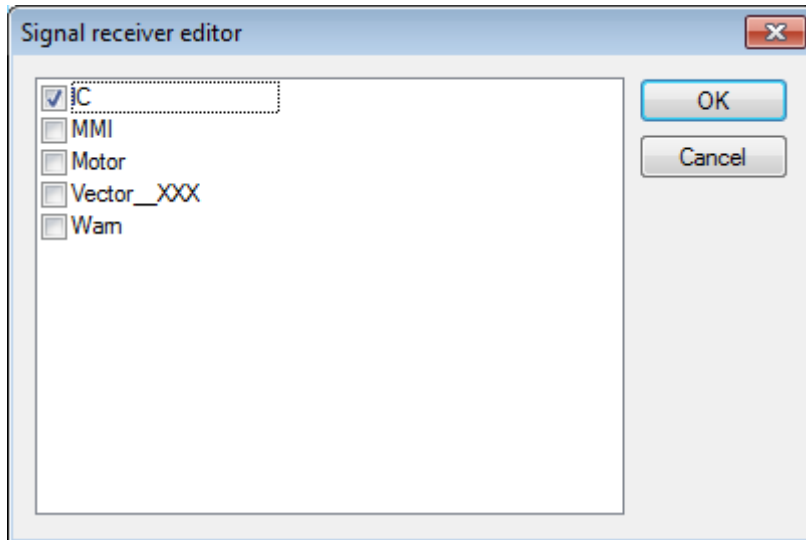 Signal receiver editor
IC
OK
MMI
Motor
Cancel
Vector__XXX
Warn